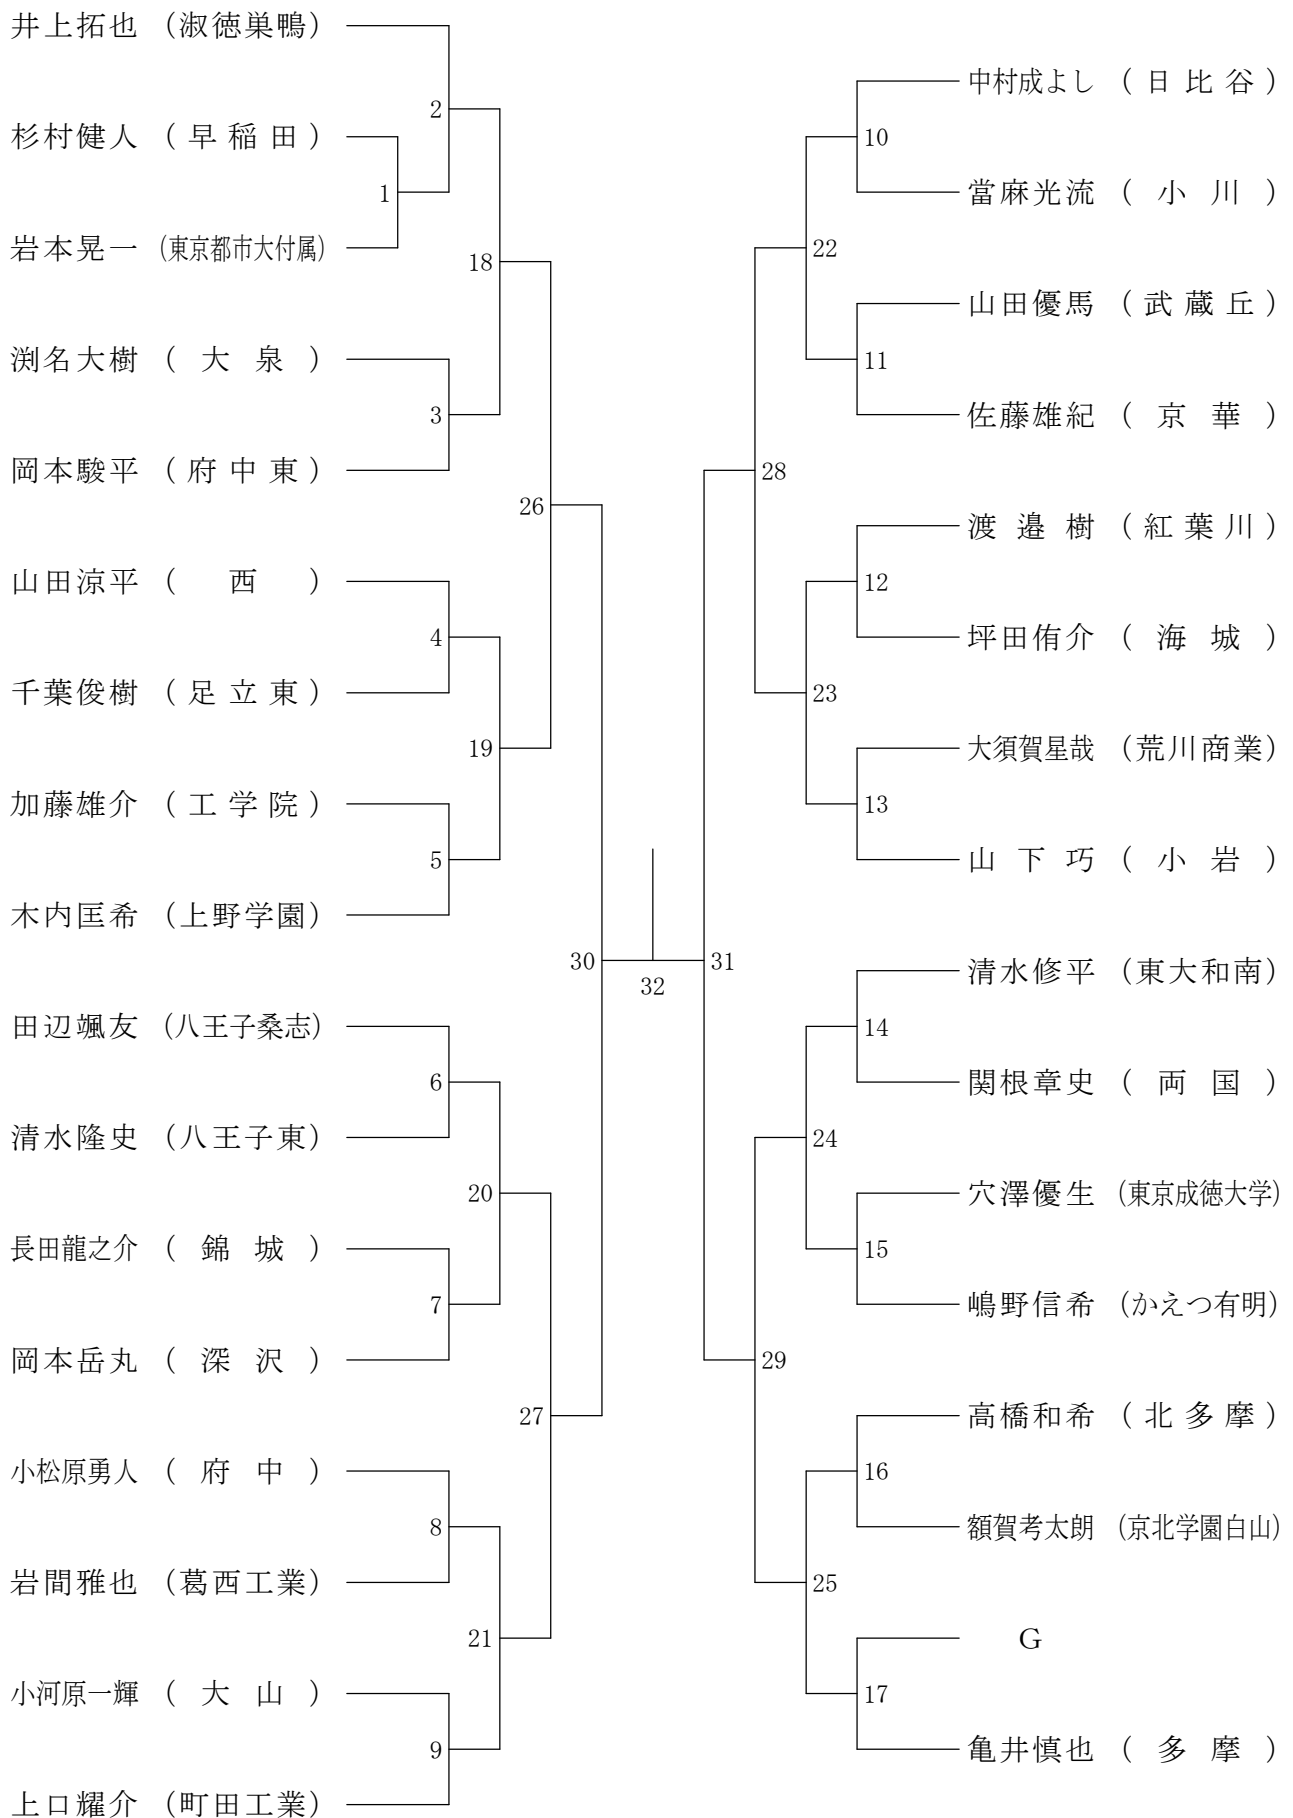 井上拓也 (淑徳巣鴨)
杉村健人 (早稲田)
岩本晃一 (東京都市大付属)
渕名大樹 (大泉)
岡本駿平 (府中東)
山田涼平 (西)
千葉俊樹 (足立東)
加藤雄介 (工学院)
木内匡希 (上野学園)
田辺颯友 (八王子桑志)
清水隆史 (八王子東)
長田龍之介 (錦城)
岡本岳丸 (深沢)
小松原勇人 (府中)
岩間雅也 (葛西工業)
小河原一輝 (大山)
上口耀介 (町田工業)
1
2
3
4
5
6
7
8
9
18
19
20
21
26
27
30
32
31
28
29
22
23
24
25
10
11
12
13
14
15
16
17
中村成よし (日比谷)
當麻光流 (小川)
山田優馬 (武蔵丘)
佐藤雄紀 (京華)
渡邉樹 (紅葉川)
坪田侑介 (海城)
大須賀星哉 (荒川商業)
山下巧 (小岩)
清水修平 (東大和南)
関根章史 (両国)
穴澤優生 (東京成徳大学)
嶋野信希 (かえつ有明)
高橋和希 (北多摩)
額賀考太朗 (京北学園白山)
G
亀井慎也 (多摩)